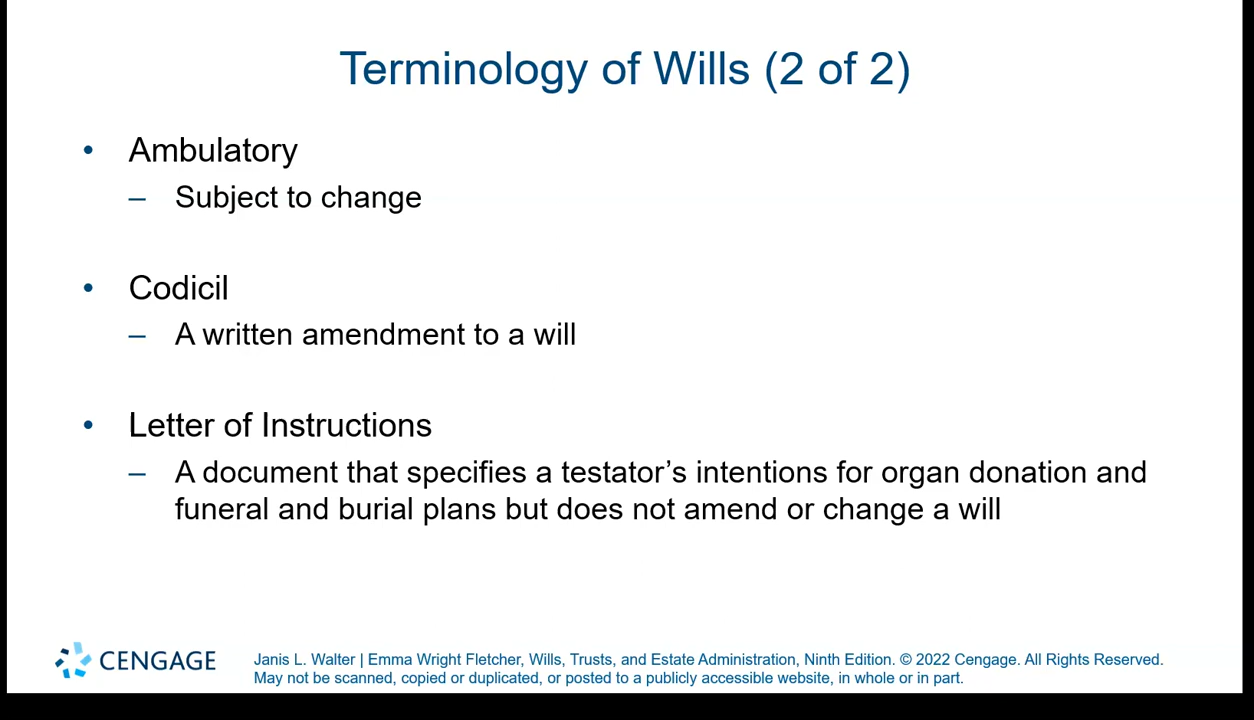 Terminology of Wills (2 of 2)
• Ambulatory
– Subject to change
• Codicil
– A written amendment to a will
• Letter of Instructions
– A document that specifies a testator’s intentions for organ donation and
funeral and burial plans but does not amend or change a will
CENGAGE
Janis L. Walter | Emma Wright Fletcher, Wills, Trusts, and Estate Administration, Ninth Edition. © 2022 Cengage. All Rights Reserved.
May not be scanned, copied or duplicated, or posted to a publicly accessible website, in whole or in part.